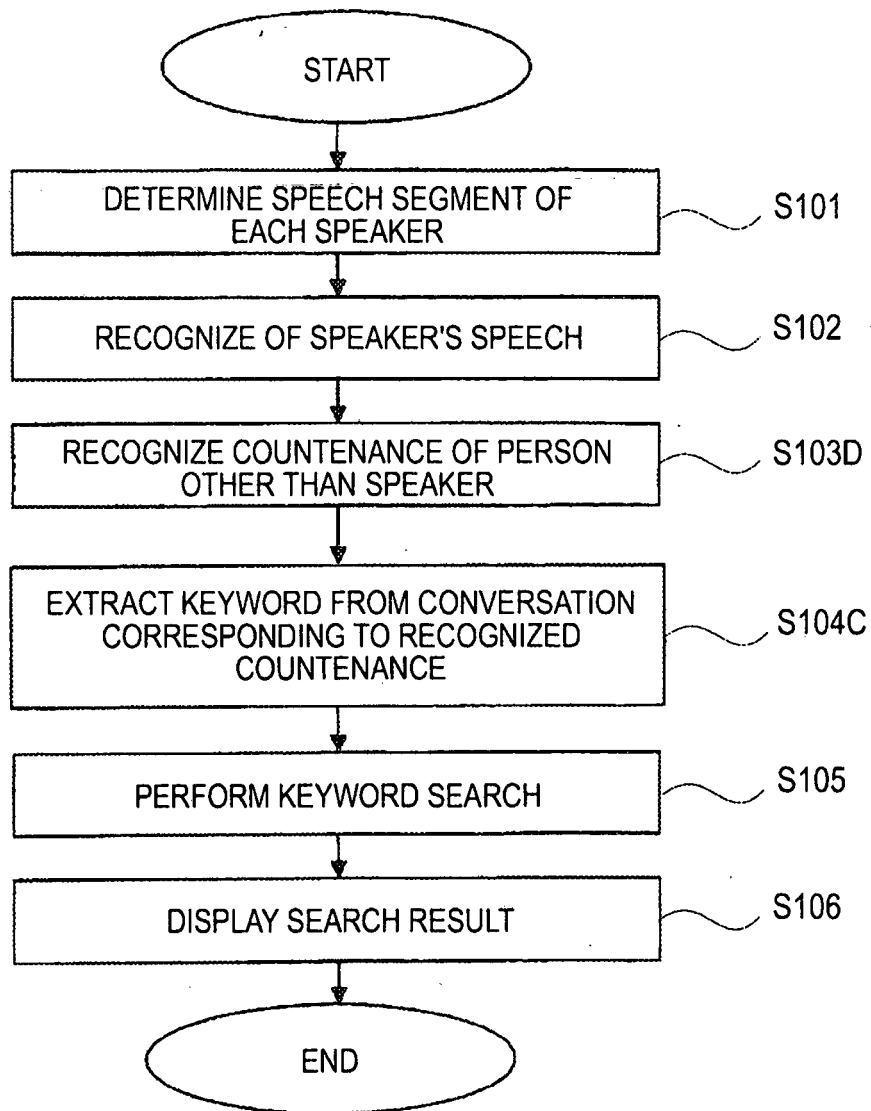 START
DETERMINE SPEECH SEGMENT OF
EACH SPEAKER
S101
RECOGNIZE OF SPEAKER'S SPEECH
S102
RECOGNIZE COUNTENANCE OF PERSON
OTHER THAN SPEAKER
S103D
EXTRACT KEYWORD FROM CONVERSATION
CORRESPONDING TO RECOGNIZED
COUNTENANCE
S104C
PERFORM KEYWORD SEARCH
S105
DISPLAY SEARCH RESULT
S106
END